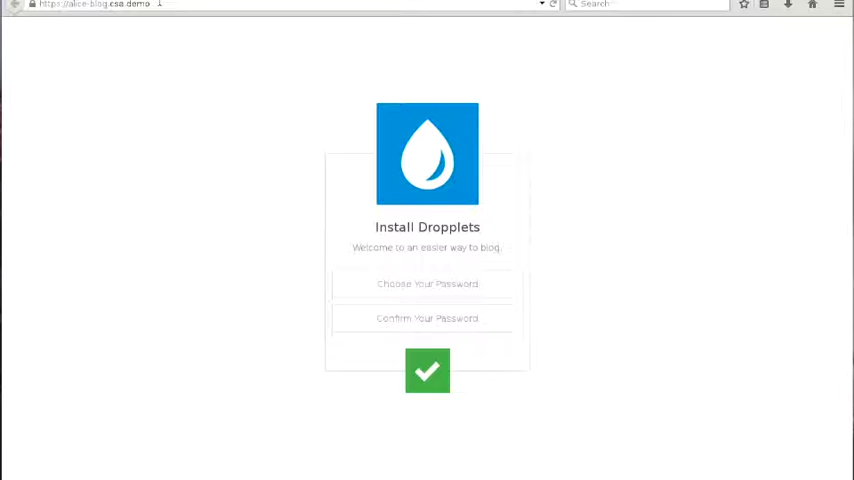 https://alice-blog.csa.demo
Search
Install Dropplets
Welcome to an easier way to blog.
Choose Your Password
Confirm Your Password